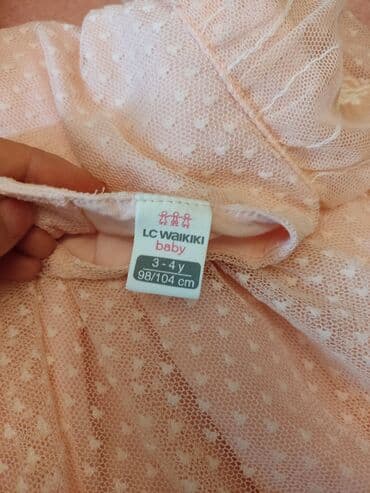 LC WAIKIKI
baby
3 - 4 y
98/104 cm